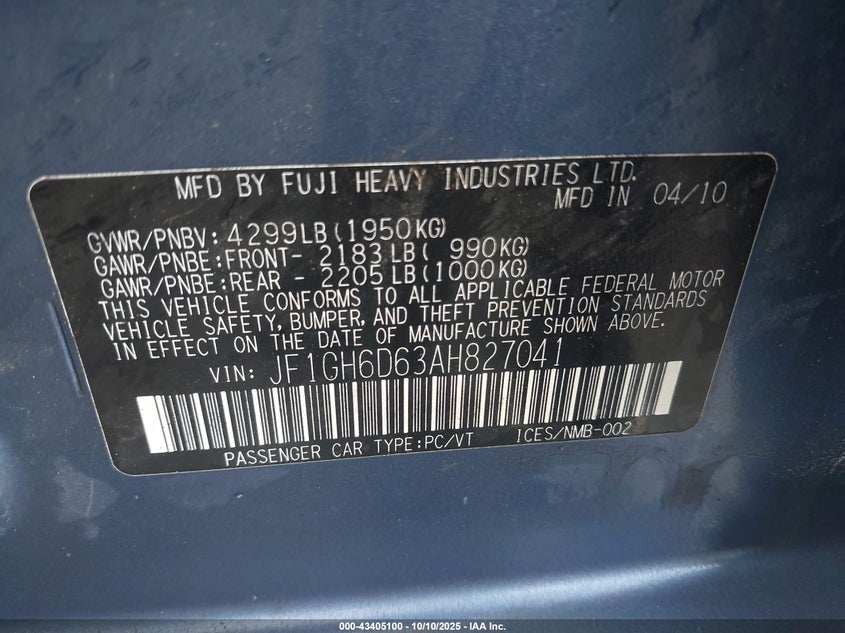 MFD BY FUJI HEAVY INDUSTRIES LTD.
MFD IN 04/10
GVWR/PNBV: 4299LB(1950KG)
GAWR/PNBE:FRONT- 2183LB( 990KG)
GAWR/PNBE:REAR - 2205LB(1000KG)
THIS VEHICLE CONFORMS TO ALL APPLICABLE FEDERAL MOTOR
VEHICLE SAFETY, BUMPER, AND THEFT PREVENTION STANDARDS
IN EFFECT ON THE DATE OF MANUFACTURE SHOWN ABOVE.
VIN: JF1GH6D63AH827041
PASSENGER CAR TYPE:PC/VT ICES/NMB-002
000-43405100 - 10/10/2025 - IAA Inc.